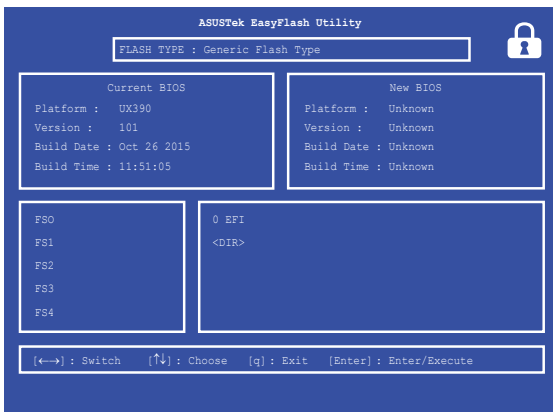 ASUSTek EasyFlash Utility
FLASH TYPE : Generic Flash Type
Current BIOS
Platform : UX390
Version : 101
Build Date : Oct 26 2015
Build Time : 11:51:05
New BIOS
Platform : Unknown
Version : Unknown
Build Date : Unknown
Build Time : Unknown
FS0
FS1
FS2
FS3
FS4
0 EFI
<DIR>
[←→] : Switch [↑↓] : Choose [q] : Exit [Enter] : Enter/Execute